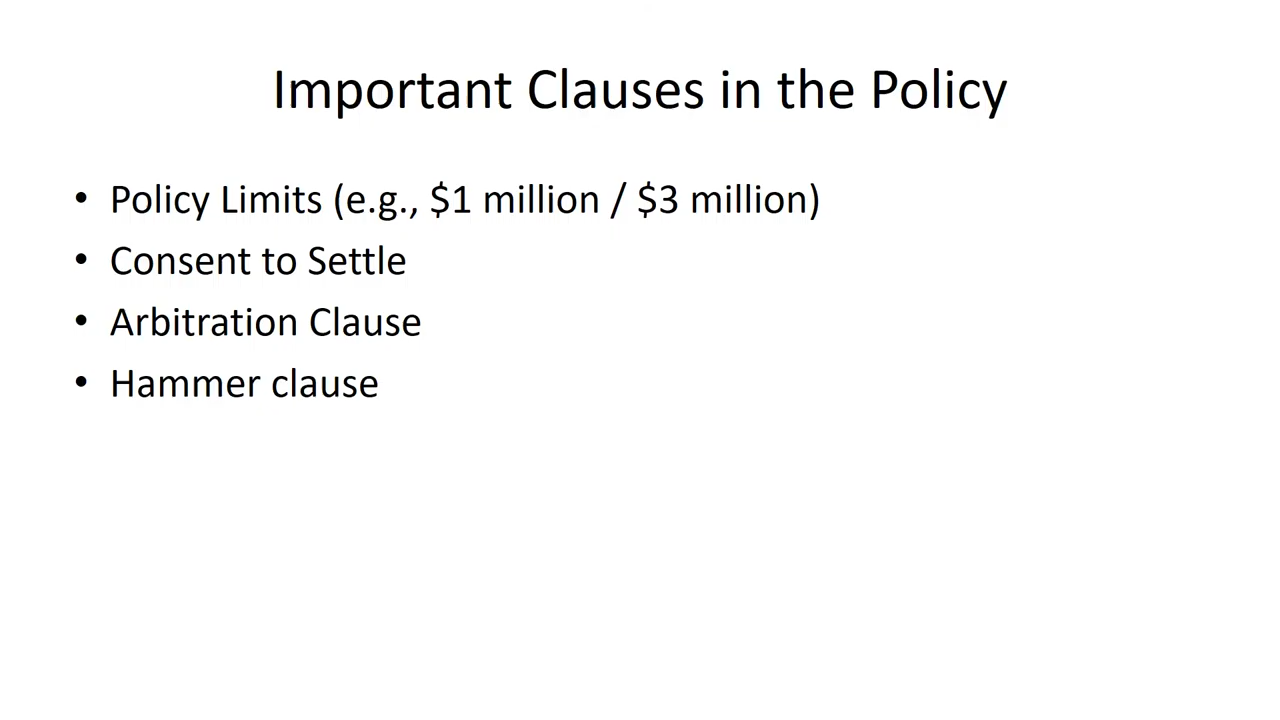 Important Clauses in the Policy
• Policy Limits (e.g., $1 million / $3 million)
• Consent to Settle
• Arbitration Clause
• Hammer clause